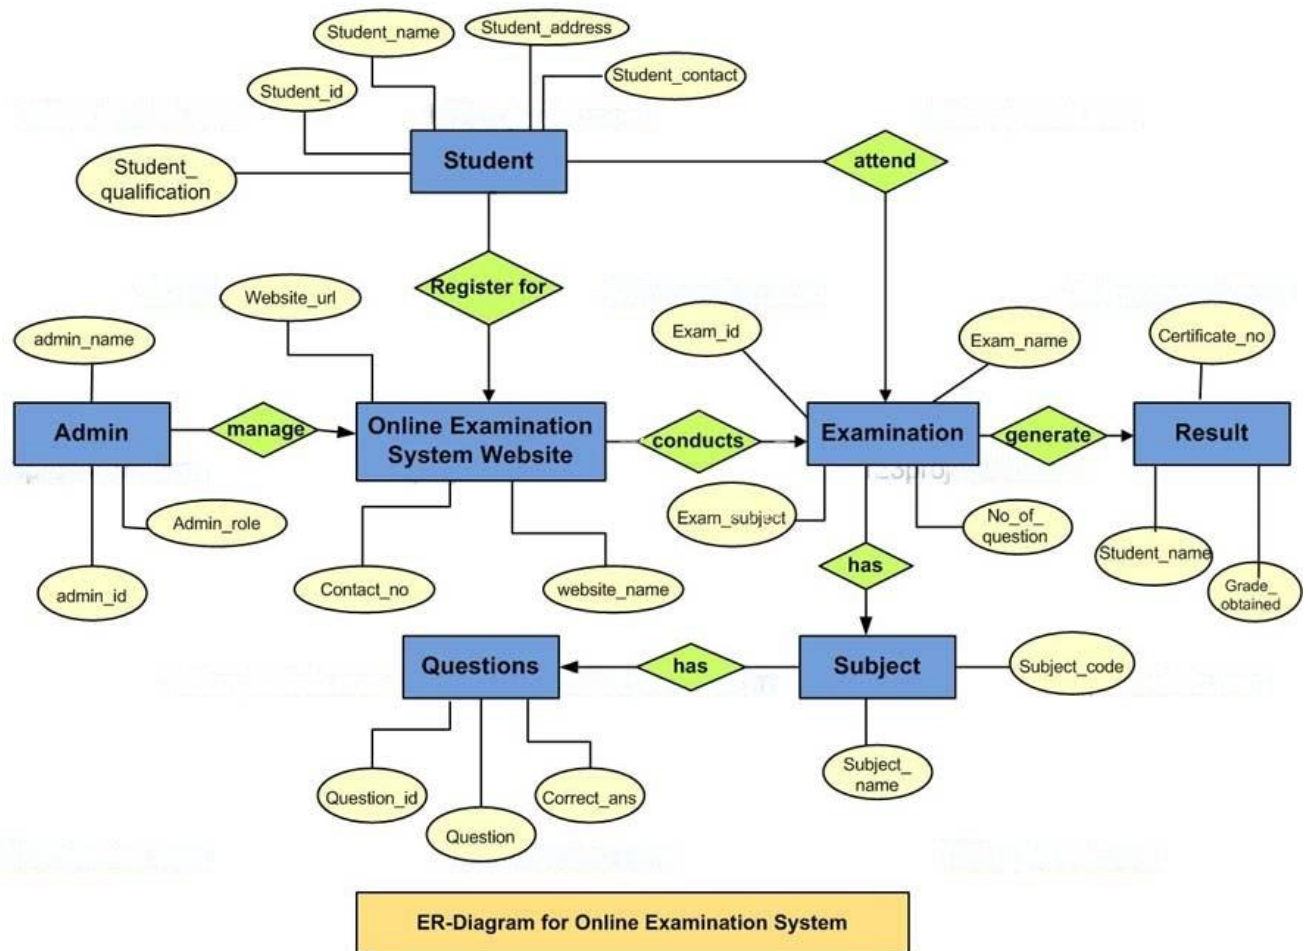 Student_name
Student_address
Student_contact
Student_id
Student
attend
Student_
qualification
Register for
Website_url
Exam_id
Exam_name
Certificate_no
admin_name
Admin
manage
Online Examination
System Website
conducts
Examination
generate
Result
Admin_role
Exam_subject
No_of_
question
Student_name
admin_id
Contact_no
website_name
has
Grade_
obtained
Questions
has
Subject
Subject_code
Question_id
Question
Correct_ans
Subject_
name
ER-Diagram for Online Examination System